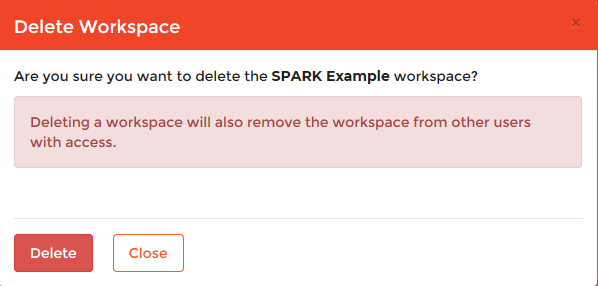 Delete Workspace
×
Are you sure you want to delete the SPARK Example workspace?
Deleting a workspace will also remove the workspace from other users
with access.
Delete
Close